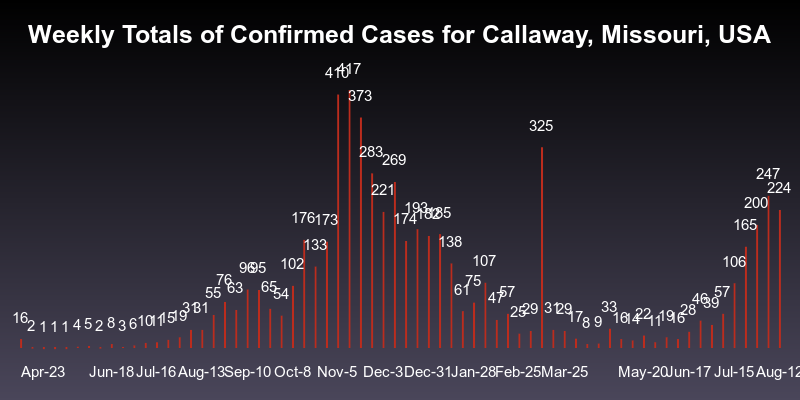 Weekly Totals of Confirmed Cases for Callaway, Missouri, USA
16 2 1 1 1 4 5 2 8 3 6 10 11 15 19 31 31 55 76 63 96 95 65 54 102 176 133 173 410 417 373 283 221 269 174 193 182 185 138 61 75 107 47 57 25 29 325 31 29 17 8 9 33 16 14 22 11 19 16 28 46 39 57 106 165 200 247 224
Apr-23 Jun-18 Jul-16 Aug-13 Sep-10 Oct-8 Nov-5 Dec-3 Dec-31 Jan-28 Feb-25 Mar-25 May-20 Jun-17 Jul-15 Aug-12